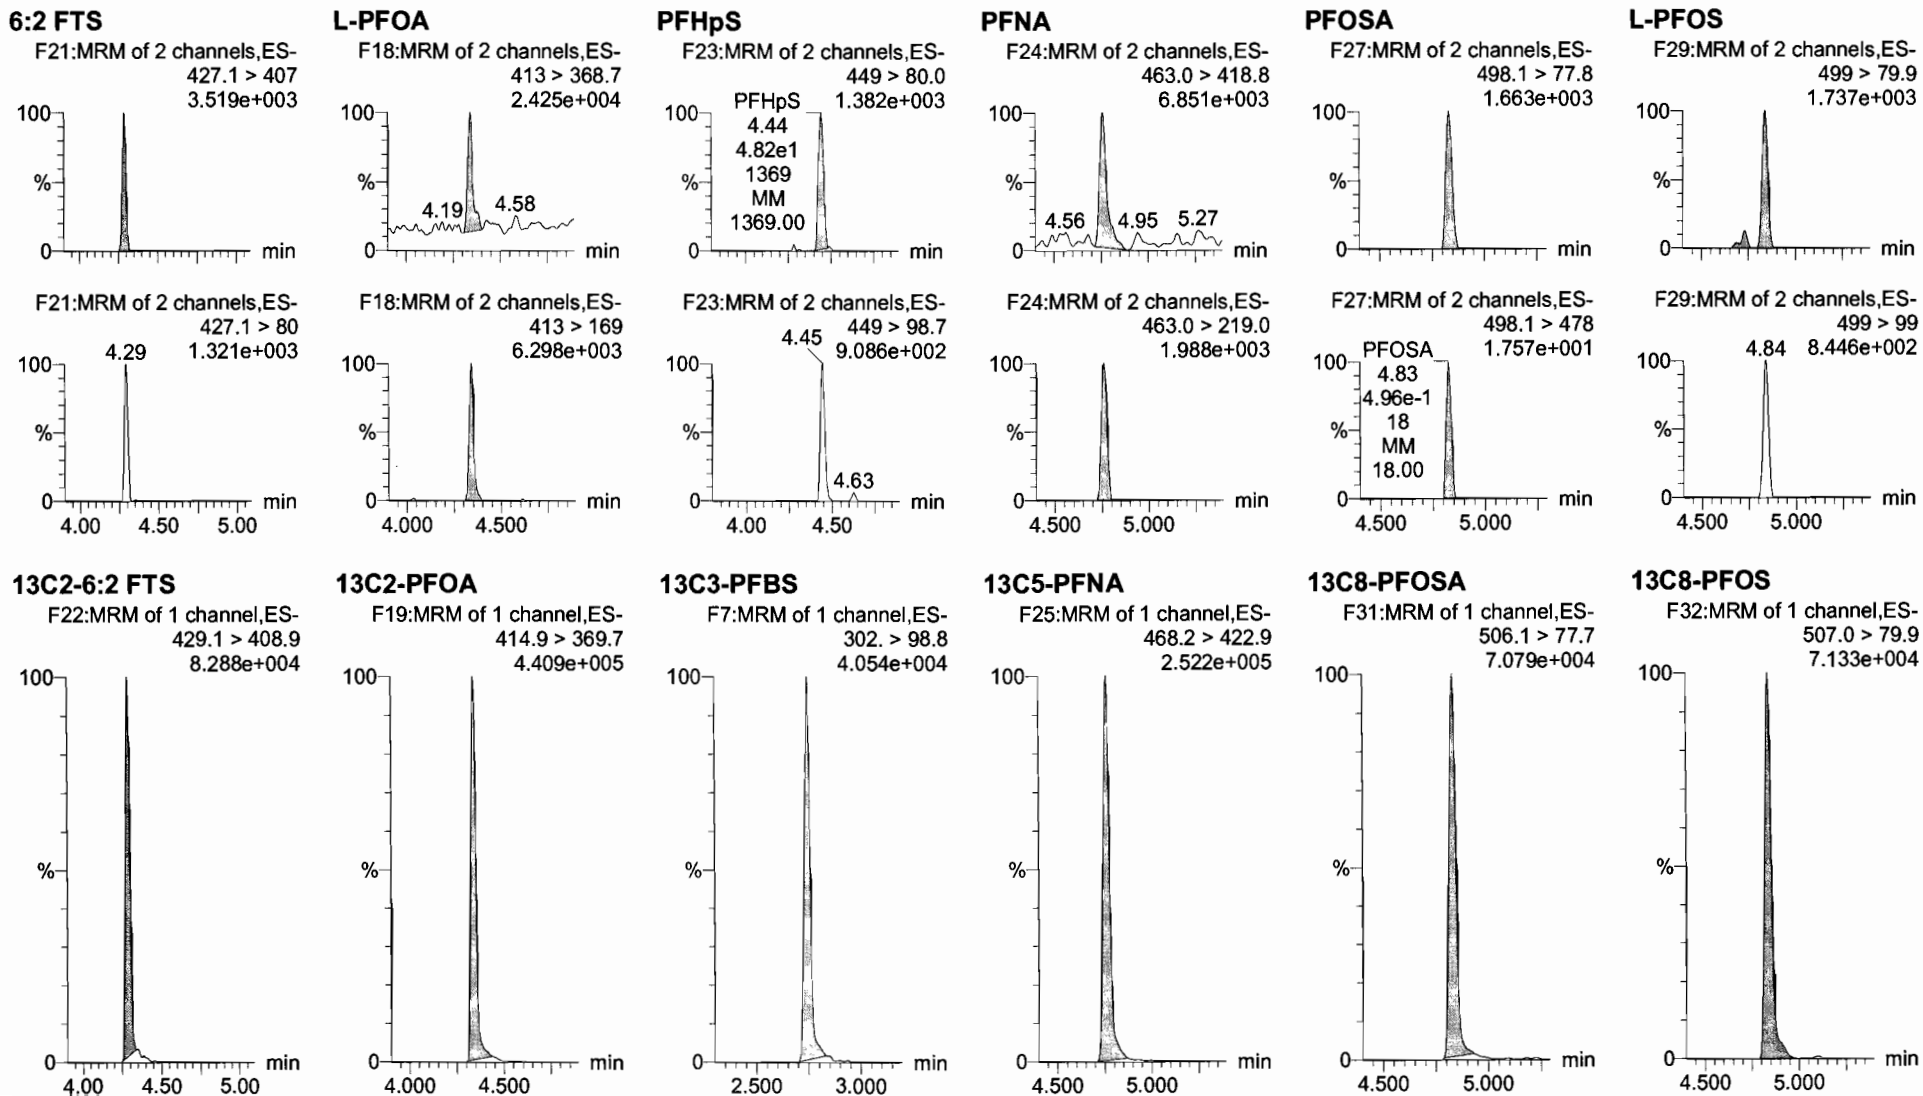 6:2 FTS
F21:MRM of 2 channels,ES-
427.1 > 407
3.519e+003
100
%
0
min
L-PFOA
F18:MRM of 2 channels,ES-
413 > 368.7
2.425e+004
100
%
4.19
4.58
0
min
PFHpS
F23:MRM of 2 channels,ES-
449 > 80.0
1.382e+003
100
PFHpS
4.44
4.82e1
1369
MM
1369.00
%
0
min
PFNA
F24:MRM of 2 channels,ES-
463.0 > 418.8
6.851e+003
100
%
4.56
4.95
5.27
0
min
PFOSA
F27:MRM of 2 channels,ES-
498.1 > 77.8
1.663e+003
100
%
0
min
L-PFOS
F29:MRM of 2 channels,ES-
499 > 79.9
1.737e+003
100
%
0
min
F21:MRM of 2 channels,ES-
427.1 > 80
1.321e+003
4.29
100
%
0
min
4.00 4.50 5.00
F18:MRM of 2 channels,ES-
413 > 169
6.298e+003
100
%
0
min
4.000 4.500
F23:MRM of 2 channels,ES-
449 > 98.7
9.086e+002
4.45
100
%
4.63
0
min
4.00 4.50
F24:MRM of 2 channels,ES-
463.0 > 219.0
1.988e+003
100
%
0
min
4.500 5.000
F27:MRM of 2 channels,ES-
498.1 > 478
1.757e+001
100
PFOSA
4.83
4.96e-1
18
MM
18.00
%
0
min
4.500 5.000
F29:MRM of 2 channels,ES-
499 > 99
8.446e+002
4.84
100
%
0
min
4.500 5.000
13C2-6:2 FTS
F22:MRM of 1 channel,ES-
429.1 > 408.9
8.288e+004
100
%
0
min
4.00 4.50 5.00
13C2-PFOA
F19:MRM of 1 channel,ES-
414.9 > 369.7
4.409e+005
100
%
0
min
4.000 4.500
13C3-PFBS
F7:MRM of 1 channel,ES-
302. > 98.8
4.054e+004
100
%
0
min
2.500 3.000
13C5-PFNA
F25:MRM of 1 channel,ES-
468.2 > 422.9
2.522e+005
100
%
0
min
4.500 5.000
13C8-PFOSA
F31:MRM of 1 channel,ES-
506.1 > 77.7
7.079e+004
100
%
0
min
4.500 5.000
13C8-PFOS
F32:MRM of 1 channel,ES-
507.0 > 79.9
7.133e+004
100
%
0
min
4.500 5.000